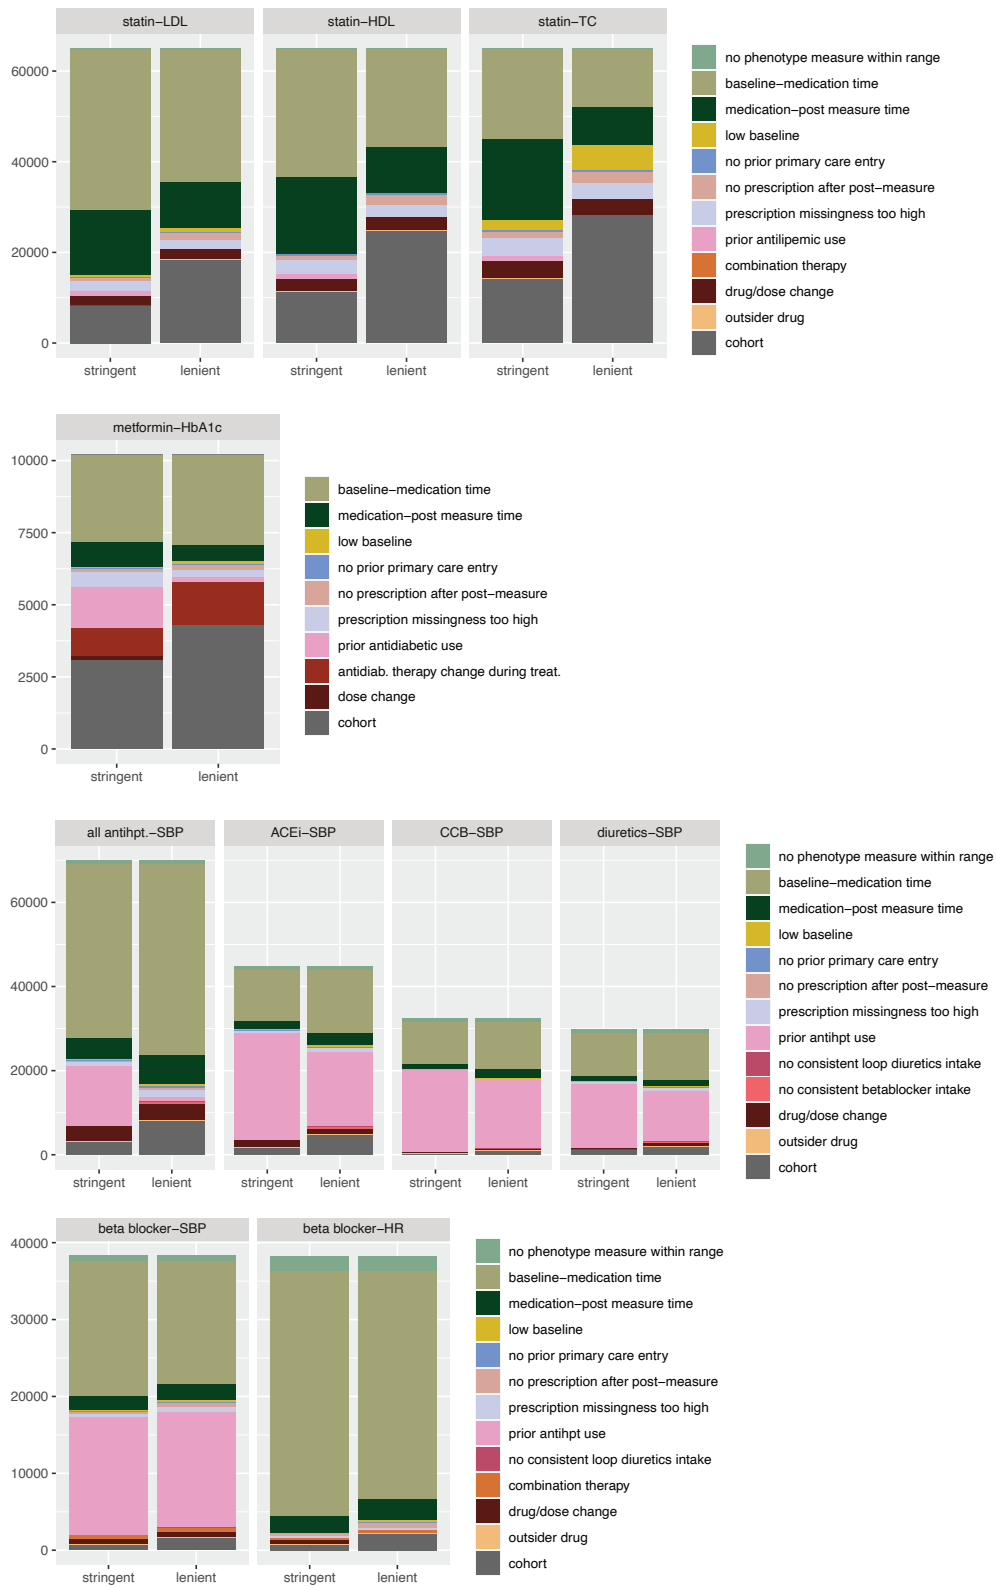 statin−LDL
statin−HDL
statin−TC
60000
40000
20000
0
stringent
lenient
stringent
lenient
stringent
lenient
no phenotype measure within range
baseline−medication time
medication−post measure time
low baseline
no prior primary care entry
no prescription after post−measure
prescription missingness too high
prior antilipemic use
combination therapy
drug/dose change
outsider drug
cohort
metformin−HbA1c
10000
7500
5000
2500
0
stringent
lenient
baseline−medication time
medication−post measure time
low baseline
no prior primary care entry
no prescription after post−measure
prescription missingness too high
prior antidiabetic use
antidiab. therapy change during treat.
dose change
cohort
all antihpt.−SBP
ACEi−SBP
CCB−SBP
diuretics−SBP
60000
40000
20000
0
stringent
lenient
stringent
lenient
stringent
lenient
stringent
lenient
no phenotype measure within range
baseline−medication time
medication−post measure time
low baseline
no prior primary care entry
no prescription after post−measure
prescription missingness too high
prior antihpt use
no consistent loop diuretics intake
no consistent betablocker intake
drug/dose change
outsider drug
cohort
beta blocker−SBP
beta blocker−HR
40000
30000
20000
10000
0
stringent
lenient
stringent
lenient
no phenotype measure within range
baseline−medication time
medication−post measure time
low baseline
no prior primary care entry
no prescription after post−measure
prescription missingness too high
prior antihpt use
no consistent loop diuretics intake
combination therapy
drug/dose change
outsider drug
cohort